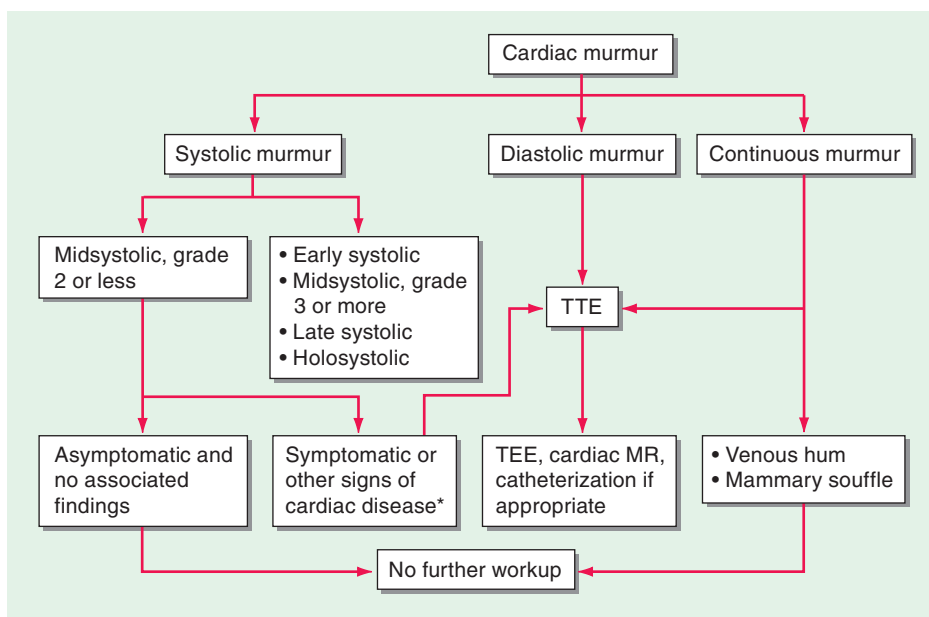 Cardiac murmur
Systolic murmur
Diastolic murmur
Continuous murmur
Midsystolic, grade
2 or less
• Early systolic
• Midsystolic, grade
3 or more
• Late systolic
• Holosystolic
TTE
Asymptomatic and
no associated
findings
Symptomatic or
other signs of
cardiac disease*
TEE, cardiac MR,
catheterization if
appropriate
• Venous hum
• Mammary souffle
No further workup